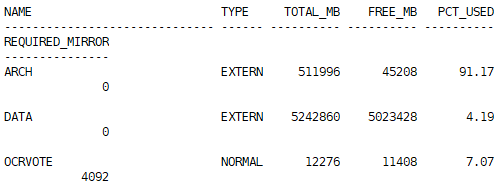 NAME                           TYPE     TOTAL_MB    FREE_MB   PCT_USED
------------------------------ ------ ---------- ---------- ----------
REQUIRED_MIRROR
---------------
ARCH                           EXTERN     511996      45208      91.17
              0
DATA                           EXTERN    5242860    5023428       4.19
              0
OCRVOTE                        NORMAL      12276      11408       7.07
           4092